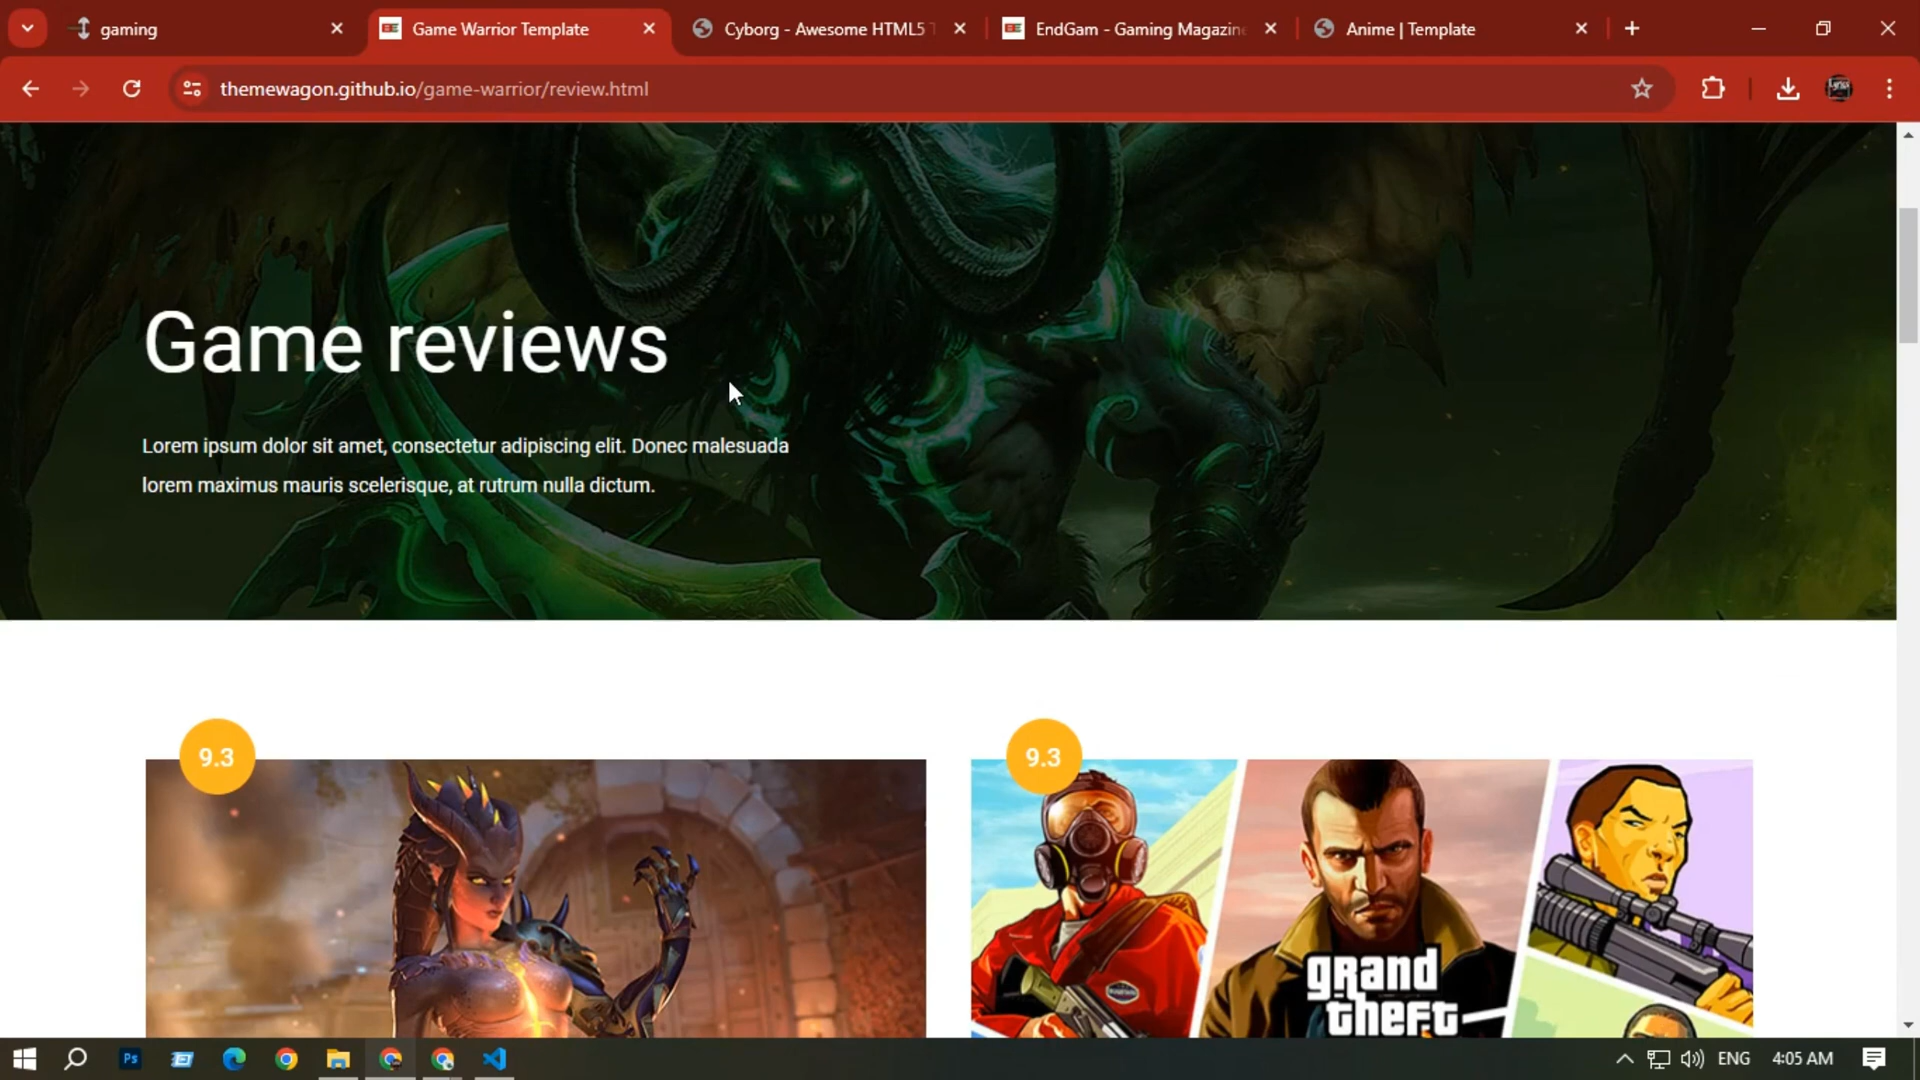 gaming
Game Warrior Template
Cyborg - Awesome HTML5
EndGam - Gaming Magazin
Anime | Template
themewagon.github.io/game-warrior/review.html
Game reviews
Lorem ipsum dolor sit amet, consectetur adipiscing elit. Donec malesuada
lorem maximus mauris scelerisque, at rutrum nulla dictum.
9.3
9.3
grand
theft
Ps
ENG
4:05 AM